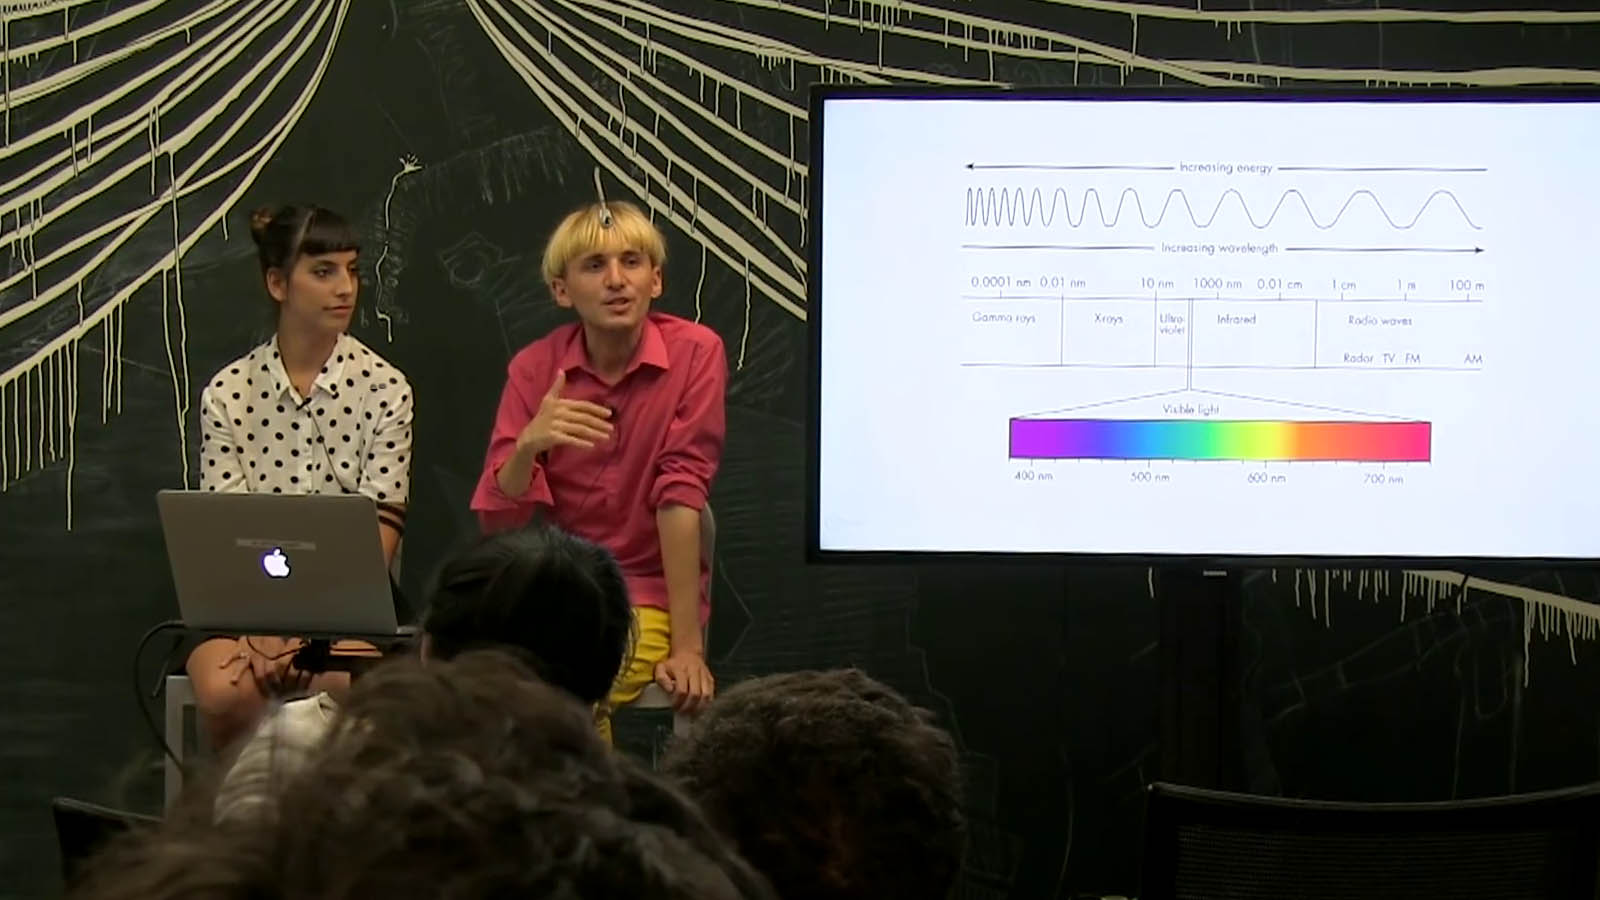 Increasing energy
Increasing wavelength
0.0001 nm 0.01 nm 10 nm 1000 nm 0.01 cm 1 cm 1 m 100 m
Gamma rays X-rays Ultra-violet Infrared Radio waves
Radar TV FM AM
Visible light
400 nm 500 nm 600 nm 700 nm